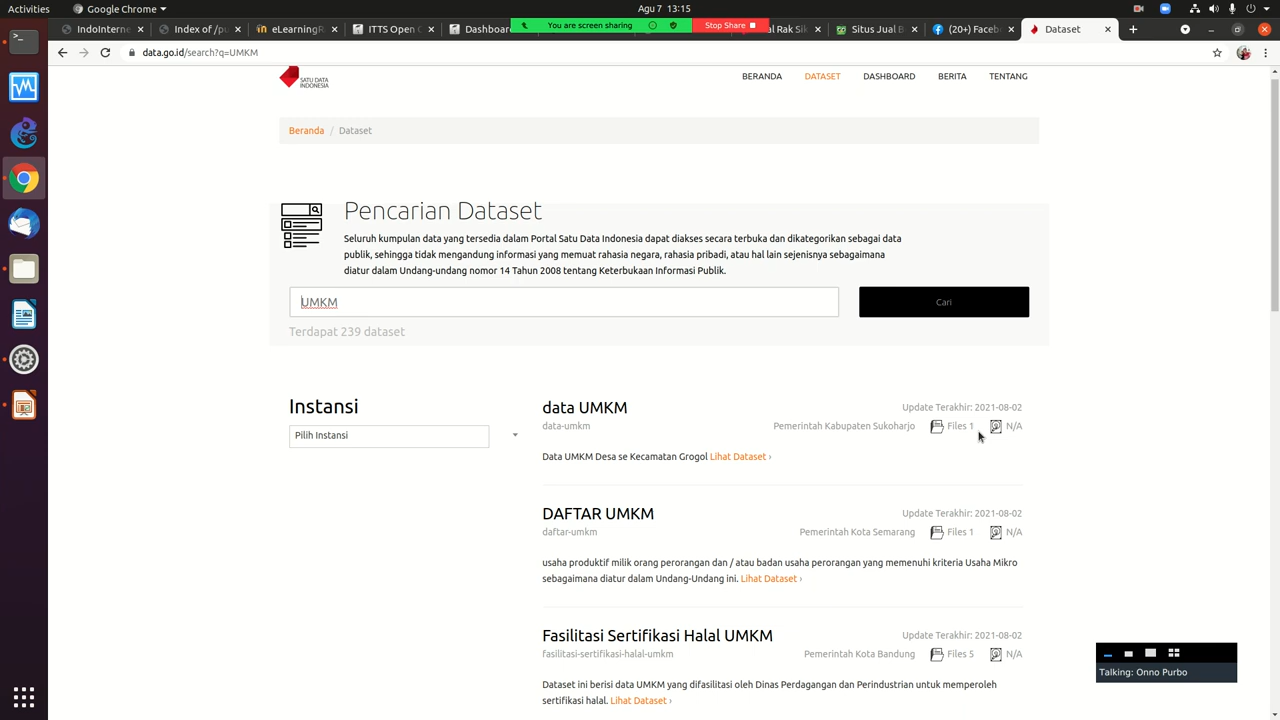 Google Chrome
Agu 7 13:15
IndoIntern
Index of /pu
eLearningR
ITTS Open C
Dashboard
You are screen sharing
Stop Share
al Rak Sik
Situs Jual B
(20+) Faceb
Dataset
data.go.id/search?q=UMKM
SATU DATA
INDONESIA
BERANDA
DATASET
DASHBOARD
BERITA
TENTANG
Beranda / Dataset
Pencarian Dataset
Seluruh kumpulan data yang tersedia dalam Portal Satu Data Indonesia dapat diakses secara terbuka dan dikategorikan sebagai data
publik, sehingga tidak mengandung informasi yang memuat rahasia negara, rahasia pribadi, atau hal lain sejenisnya sebagaimana
diatur dalam Undang-undang nomor 14 Tahun 2008 tentang Keterbukaan Informasi Publik.
UMKM
Cari
Terdapat 239 dataset
Instansi
Pilih Instansi
data UMKM
Update Terakhir: 2021-08-02
data-umkm
Pemerintah Kabupaten Sukoharjo
Files 1
N/A
Data UMKM Desa se Kecamatan Grogol Lihat Dataset ›
DAFTAR UMKM
Update Terakhir: 2021-08-02
daftar-umkm
Pemerintah Kota Semarang
Files 1
N/A
usaha produktif milik orang perorangan dan / atau badan usaha perorangan yang memenuhi kriteria Usaha Mikro
sebagaimana diatur dalam Undang-Undang ini. Lihat Dataset ›
Fasilitasi Sertifikasi Halal UMKM
Update Terakhir: 2021-08-02
fasilitasi-sertifikasi-halal-umkm
Pemerintah Kota Bandung
Files 5
N/A
Dataset ini berisi data UMKM yang difasilitasi oleh Dinas Perdagangan dan Perindustrian untuk memperoleh
sertifikasi halal. Lihat Dataset ›
Talking: Onno Purbo